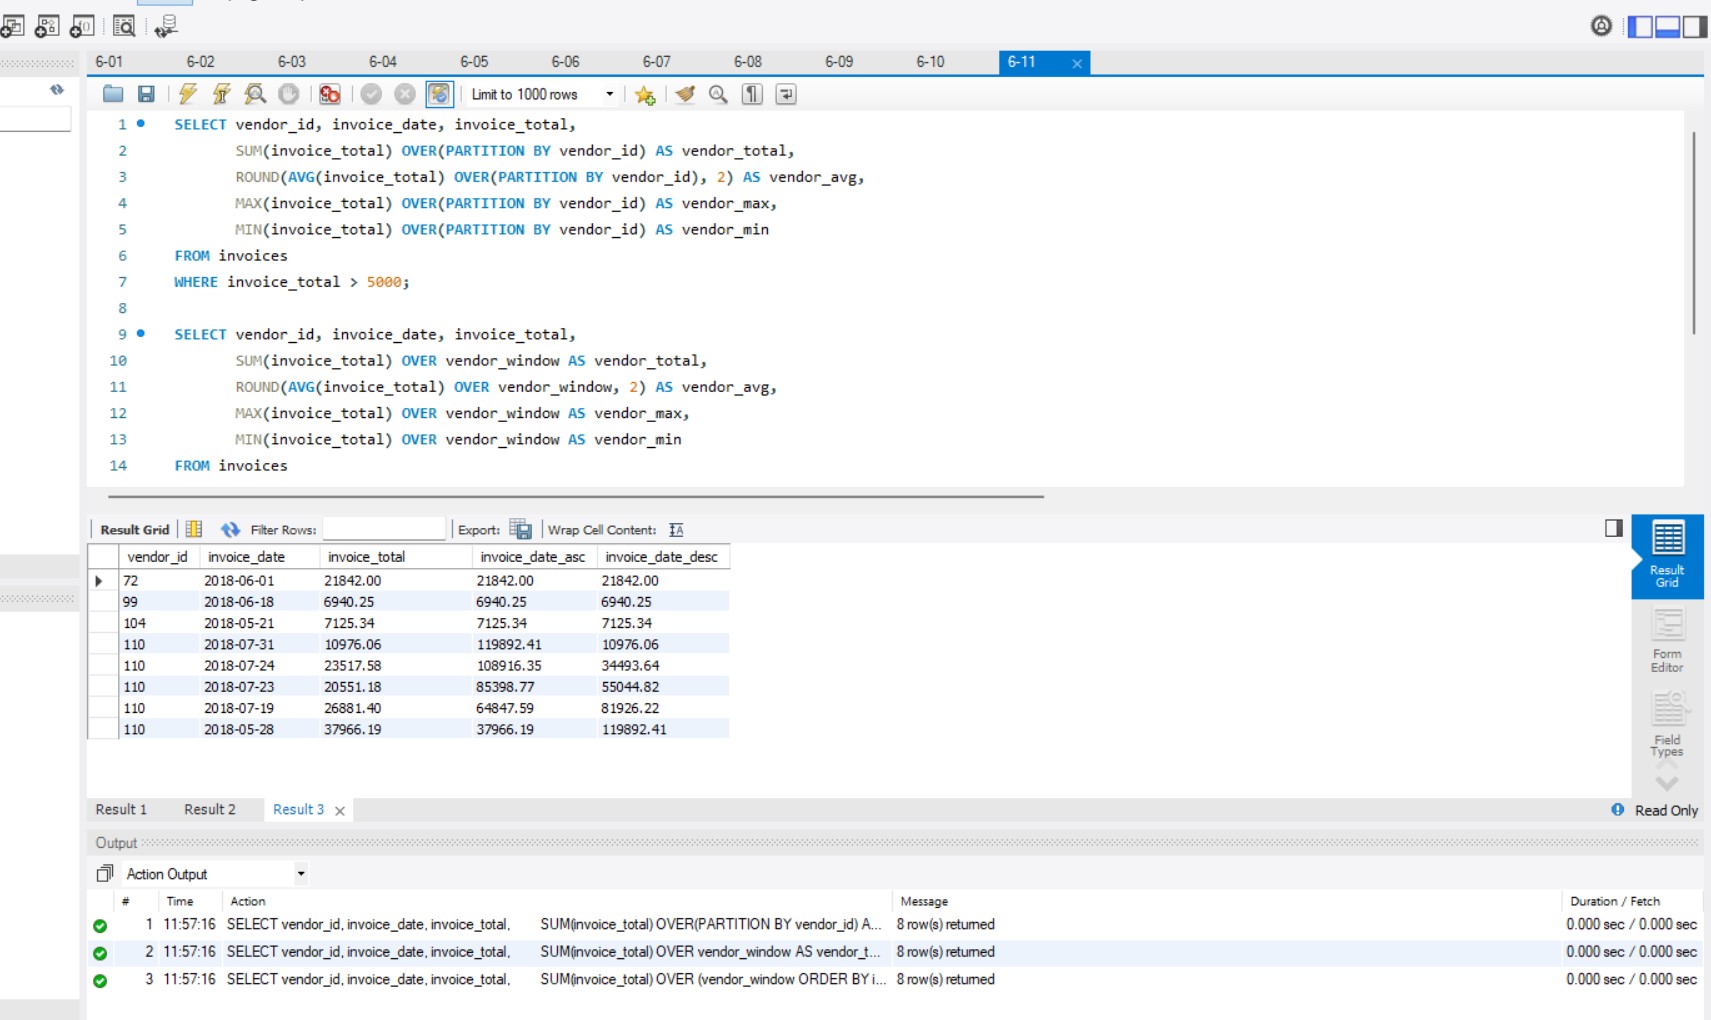 6-01 6-02 6-03 6-04 6-05 6-06 6-07 6-08 6-09 6-10 6-11
Limit to 1000 rows
1 SELECT vendor_id, invoice_date, invoice_total,
2 SUM(invoice_total) OVER(PARTITION BY vendor_id) AS vendor_total,
3 ROUND(AVG(invoice_total) OVER(PARTITION BY vendor_id), 2) AS vendor_avg,
4 MAX(invoice_total) OVER(PARTITION BY vendor_id) AS vendor_max,
5 MIN(invoice_total) OVER(PARTITION BY vendor_id) AS vendor_min
6 FROM invoices
7 WHERE invoice_total > 5000;
8
9 SELECT vendor_id, invoice_date, invoice_total,
10 SUM(invoice_total) OVER vendor_window AS vendor_total,
11 ROUND(AVG(invoice_total) OVER vendor_window, 2) AS vendor_avg,
12 MAX(invoice_total) OVER vendor_window AS vendor_max,
13 MIN(invoice_total) OVER vendor_window AS vendor_min
14 FROM invoices
Result Grid Filter Rows: Export: Wrap Cell Content:
vendor_id invoice_date invoice_total invoice_date_asc invoice_date_desc
72 2018-06-01 21842.00 21842.00 21842.00
99 2018-06-18 6940.25 6940.25 6940.25
104 2018-05-21 7125.34 7125.34 7125.34
110 2018-07-31 10976.06 119892.41 10976.06
110 2018-07-24 23517.58 108916.35 34493.64
110 2018-07-23 20551.18 85398.77 55044.82
110 2018-07-19 26881.40 64847.59 81926.22
110 2018-05-28 37966.19 37966.19 119892.41
Result
Grid
Form
Editor
Field
Types
Result 1 Result 2 Result 3 Read Only
Output
Action Output
# Time Action Message Duration / Fetch
1 11:57:16 SELECT vendor_id, invoice_date, invoice_total, SUM(invoice_total) OVER(PARTITION BY vendor_id) A... 8 row(s) returned 0.000 sec / 0.000 sec
2 11:57:16 SELECT vendor_id, invoice_date, invoice_total, SUM(invoice_total) OVER vendor_window AS vendor_t... 8 row(s) returned 0.000 sec / 0.000 sec
3 11:57:16 SELECT vendor_id, invoice_date, invoice_total, SUM(invoice_total) OVER (vendor_window ORDER BY i... 8 row(s) returned 0.000 sec / 0.000 sec